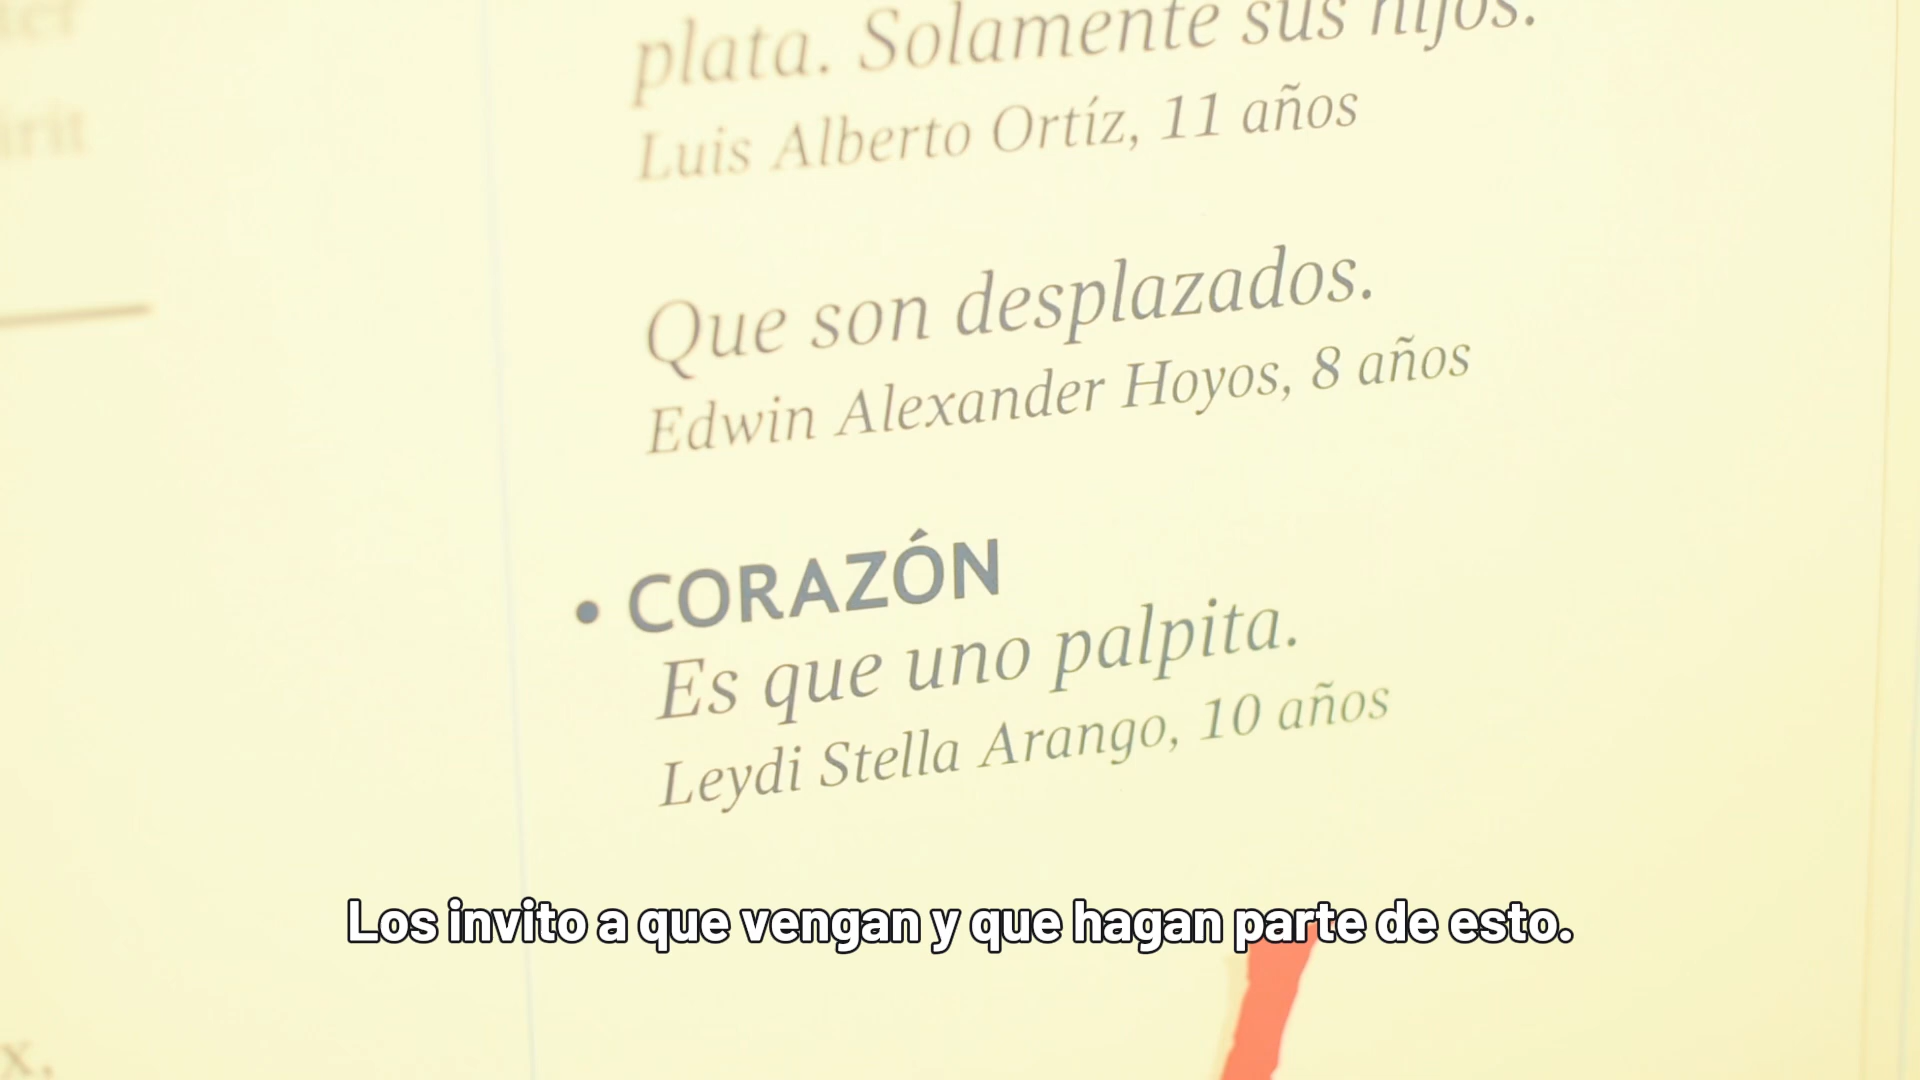 plata. Solamente sus hijos.
Luis Alberto Ortíz, 11 años
Que son desplazados.
Edwin Alexander Hoyos, 8 años
• CORAZÓN
Es que uno palpita.
Leydi Stella Arango, 10 años
Los invito a que vengan y que hagan parte de esto.